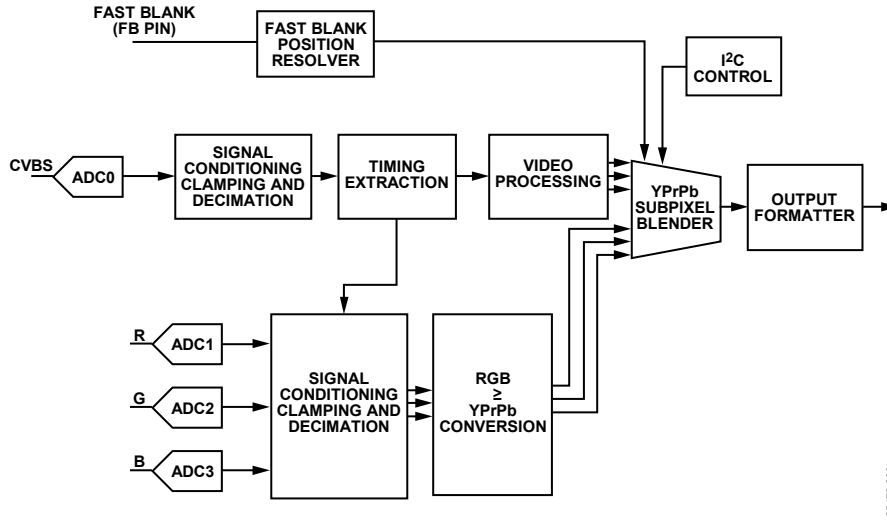 FAST BLANK
(FB PIN)
FAST BLANK
POSITION
RESOLVER
I2C
CONTROL
CVBS
ADC0
SIGNAL
CONDITIONING
CLAMPING AND
DECIMATION
TIMING
EXTRACTION
VIDEO
PROCESSING
YPrPb
SUBPIXEL
BLENDER
OUTPUT
FORMATTER
R
ADC1
G
ADC2
B
ADC3
SIGNAL
CONDITIONING
CLAMPING AND
DECIMATION
RGB
≥
YPrPb
CONVERSION